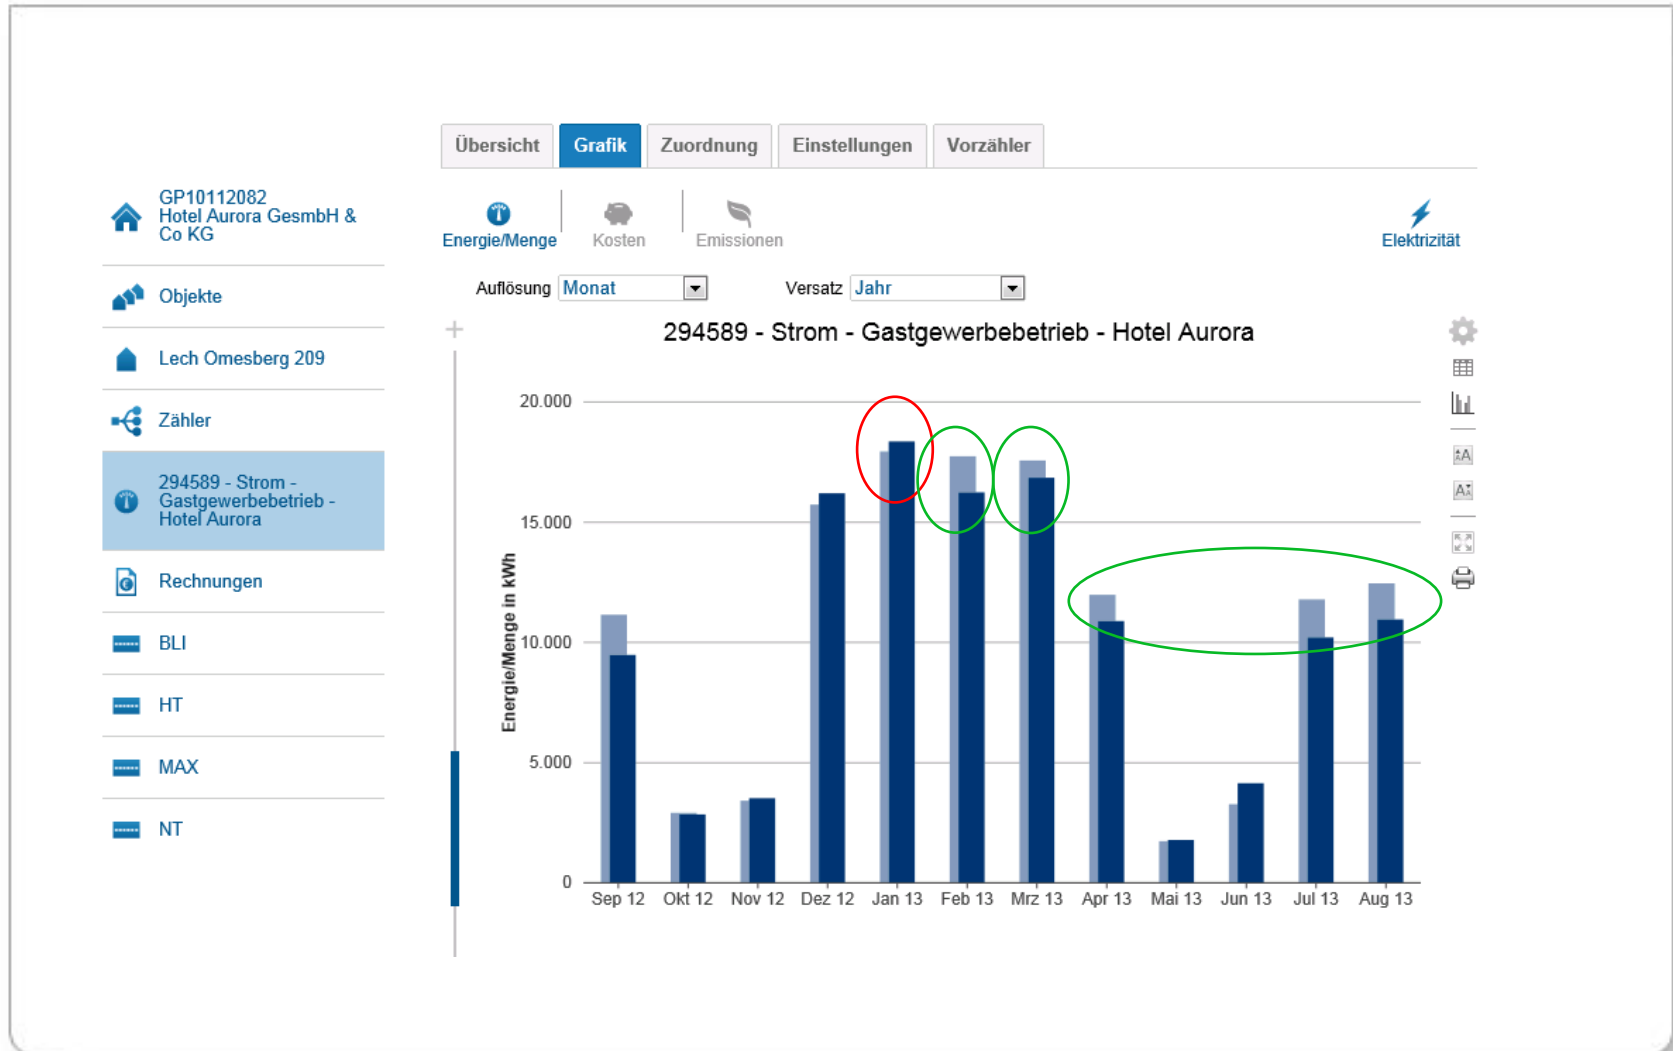 Übersicht
Grafik
Zuordnung
Einstellungen
Vorzähler
GP10112082
Hotel Aurora GesmbH &
Co KG
Objekte
Lech Omesberg 209
Zähler
294589 - Strom -
Gastgewerbebetrieb -
Hotel Aurora
Rechnungen
BLI
HT
MAX
NT
Energie/Menge
Kosten
Emissionen
Elektrizität
Auflösung Monat
Versatz Jahr
294589 - Strom - Gastgewerbebetrieb - Hotel Aurora
Energie/Menge in kWh
20.000
15.000
10.000
5.000
0
Sep 12 Okt 12 Nov 12 Dez 12 Jan 13 Feb 13 Mrz 13 Apr 13 Mai 13 Jun 13 Jul 13 Aug 13